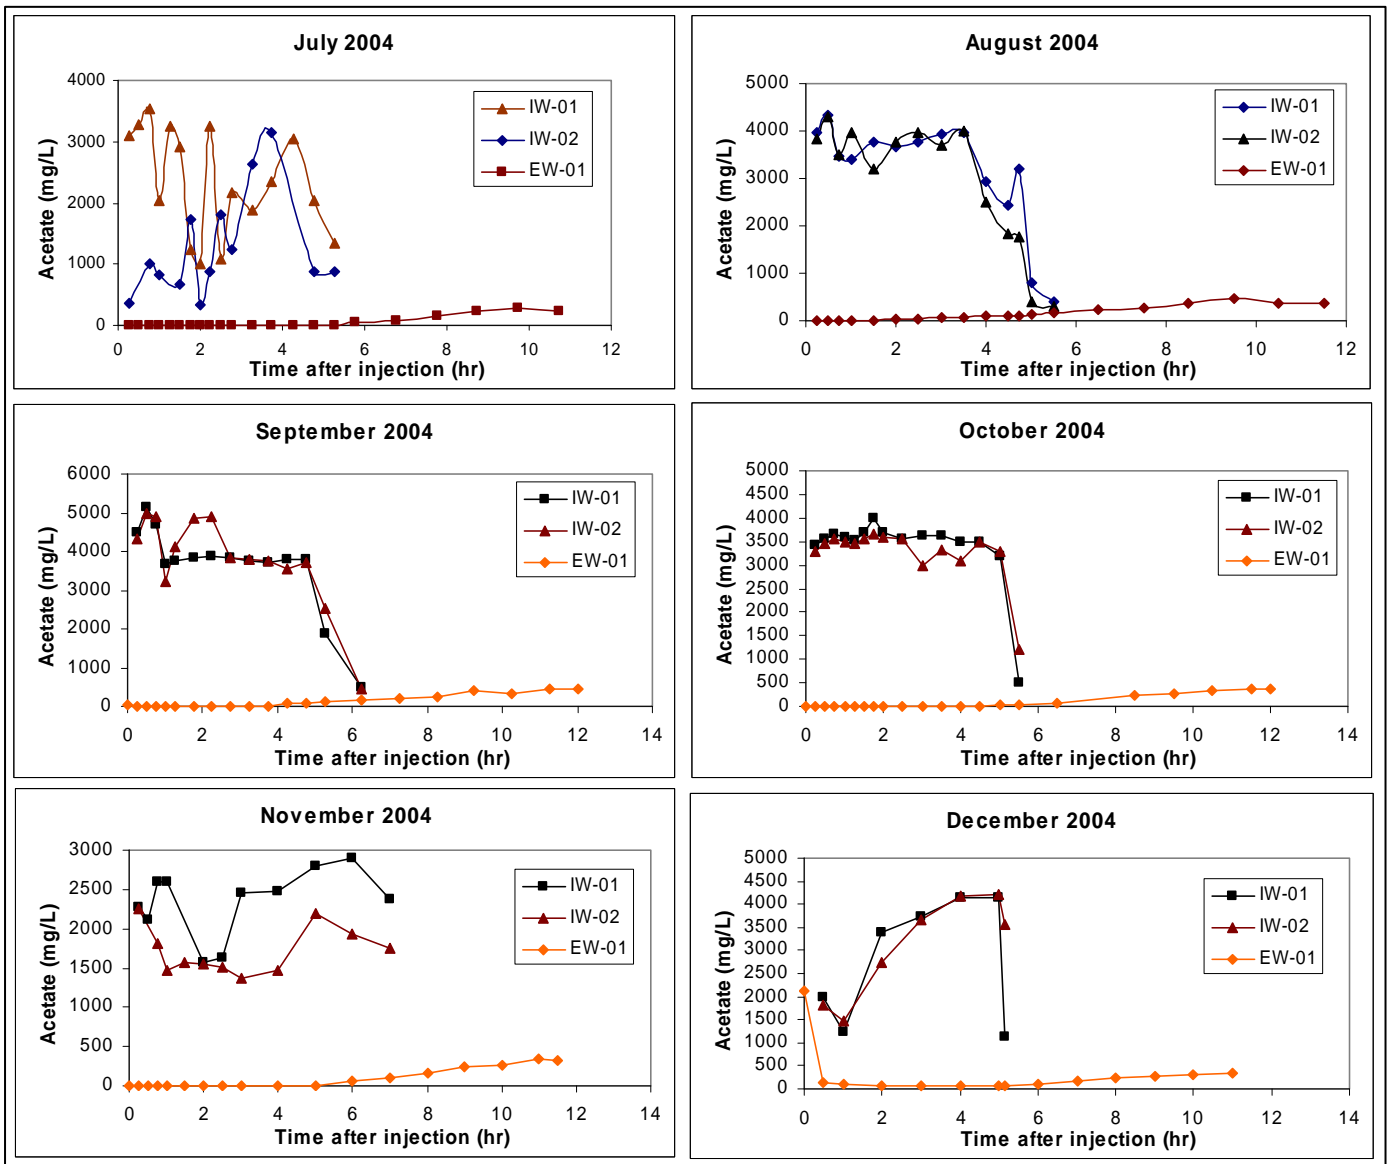 July 2004
Acetate (mg/L)
4000
3000
2000
1000
0
0 2 4 6 8 10 12
Time after injection (hr)
IW-01
IW-02
EW-01
August 2004
Acetate (mg/L)
5000
4000
3000
2000
1000
0
0 2 4 6 8 10 12
Time after injection (hr)
IW-01
IW-02
EW-01
September 2004
Acetate (mg/L)
6000
5000
4000
3000
2000
1000
0
0 2 4 6 8 10 12 14
Time after injection (hr)
IW-01
IW-02
EW-01
October 2004
Acetate (mg/L)
5000
4500
4000
3500
3000
2500
2000
1500
1000
500
0
0 2 4 6 8 10 12 14
Time after injection (hr)
IW-01
IW-02
EW-01
November 2004
Acetate (mg/L)
3000
2500
2000
1500
1000
500
0
0 2 4 6 8 10 12 14
Time after injection (hr)
IW-01
IW-02
EW-01
December 2004
Acetate (mg/L)
5000
4500
4000
3500
3000
2500
2000
1500
1000
500
0
0 2 4 6 8 10 12 14
Time after injection (hr)
IW-01
IW-02
EW-01